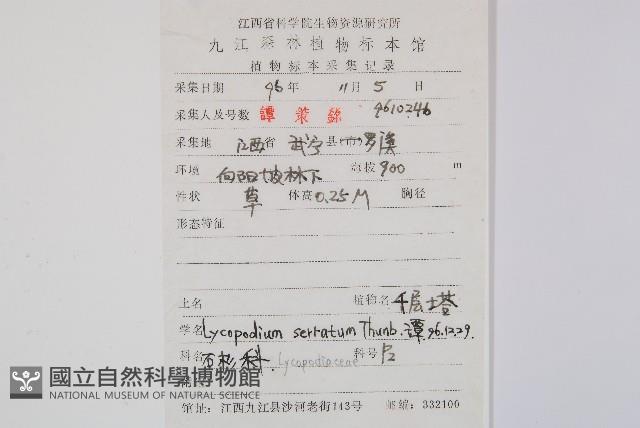 江西省科学院生物资源研究所
九江森林植物标本馆
植物标本采集记录
采集日期 96年 11月 5日
采集人及号数 譚策銘 9610246
采集地 江西省 武宁县(市) 罗溪
环境 向阳坡林下 海拔 900 m
性状 草 体高 0.25M 胸径
形态特征
土名 植物名 千层塔
学名 Lycopodium serratum Thunb. 譚 96.12.29.
科名 石杉科. Lycopodiaceae 科号 P2
國立自然科學博物館
NATIONAL MUSEUM OF NATURAL SCIENCE
馆址:江西九江县沙河老街143号 邮编:332100